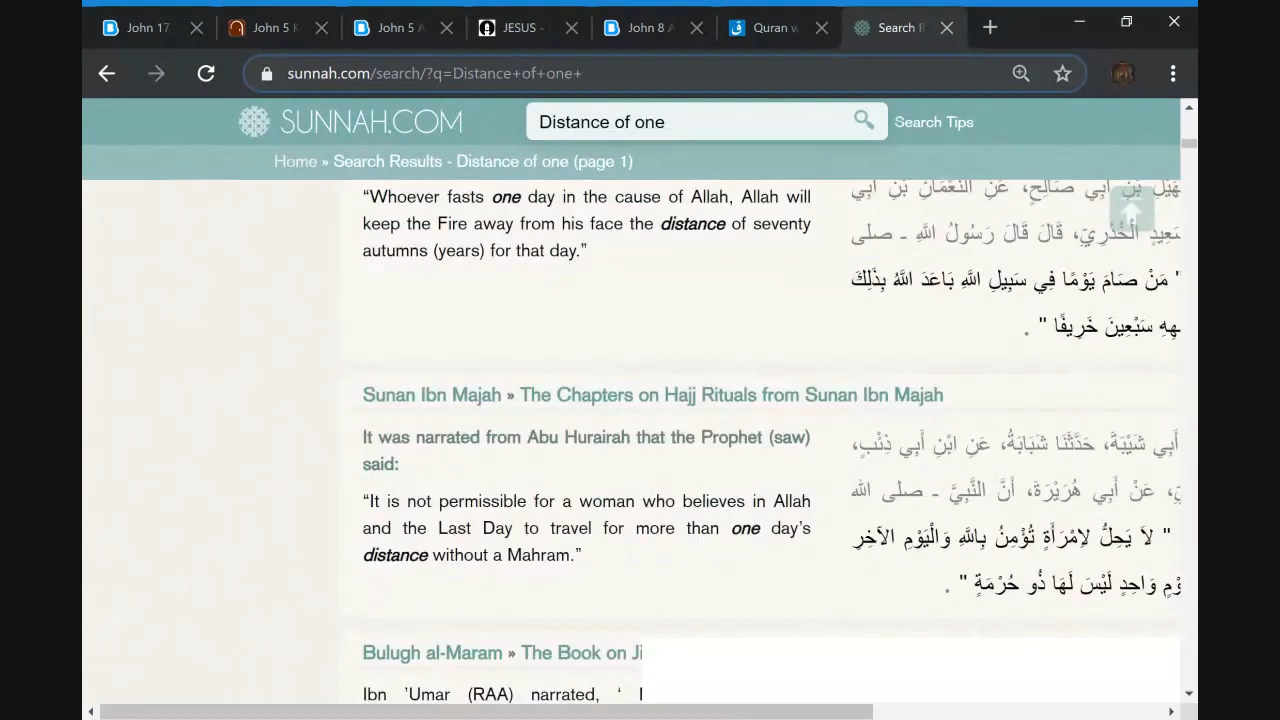 John 17
John 5
John 5
JESUS -
John 8
Quran
Search
sunnah.com/search/?q=Distance+of+one+
SUNNAH.COM
Distance of one
Search Tips
Home » Search Results - Distance of one (page 1)
“Whoever fasts one day in the cause of Allah, Allah will
keep the Fire away from his face the distance of seventy
autumns (years) for that day.”
بْنِ أَبِي صَالِحٍ، عَنِ النُّعْمَانِ بْنِ أَبِي
الْخُدْرِيِّ، قَالَ قَالَ رَسُولُ اللَّهِ ـ صلى
" مَنْ صَامَ يَوْمًا فِي سَبِيلِ اللَّهِ بَاعَدَ اللَّهُ بِذَلِكَ
سَبْعِينَ خَرِيفًا " .
Sunan Ibn Majah » The Chapters on Hajj Rituals from Sunan Ibn Majah
It was narrated from Abu Hurairah that the Prophet (saw)
said:
“It is not permissible for a woman who believes in Allah
and the Last Day to travel for more than one day’s
distance without a Mahram.”
أَبِي شَيْبَةَ، حَدَّثَنَا شَبَابَةُ، عَنِ ابْنِ أَبِي ذِئْبٍ،
عَنْ أَبِي هُرَيْرَةَ، أَنَّ النَّبِيَّ ـ صلى الله
" لاَ يَحِلُّ لاِمْرَأَةٍ تُؤْمِنُ بِاللَّهِ وَالْيَوْمِ الآخِرِ
وَاحِدٍ لَيْسَ لَهَا ذُو حُرْمَةٍ " .
Bulugh al-Maram » The Book on Ji
Ibn ’Umar (RAA) narrated, ‘